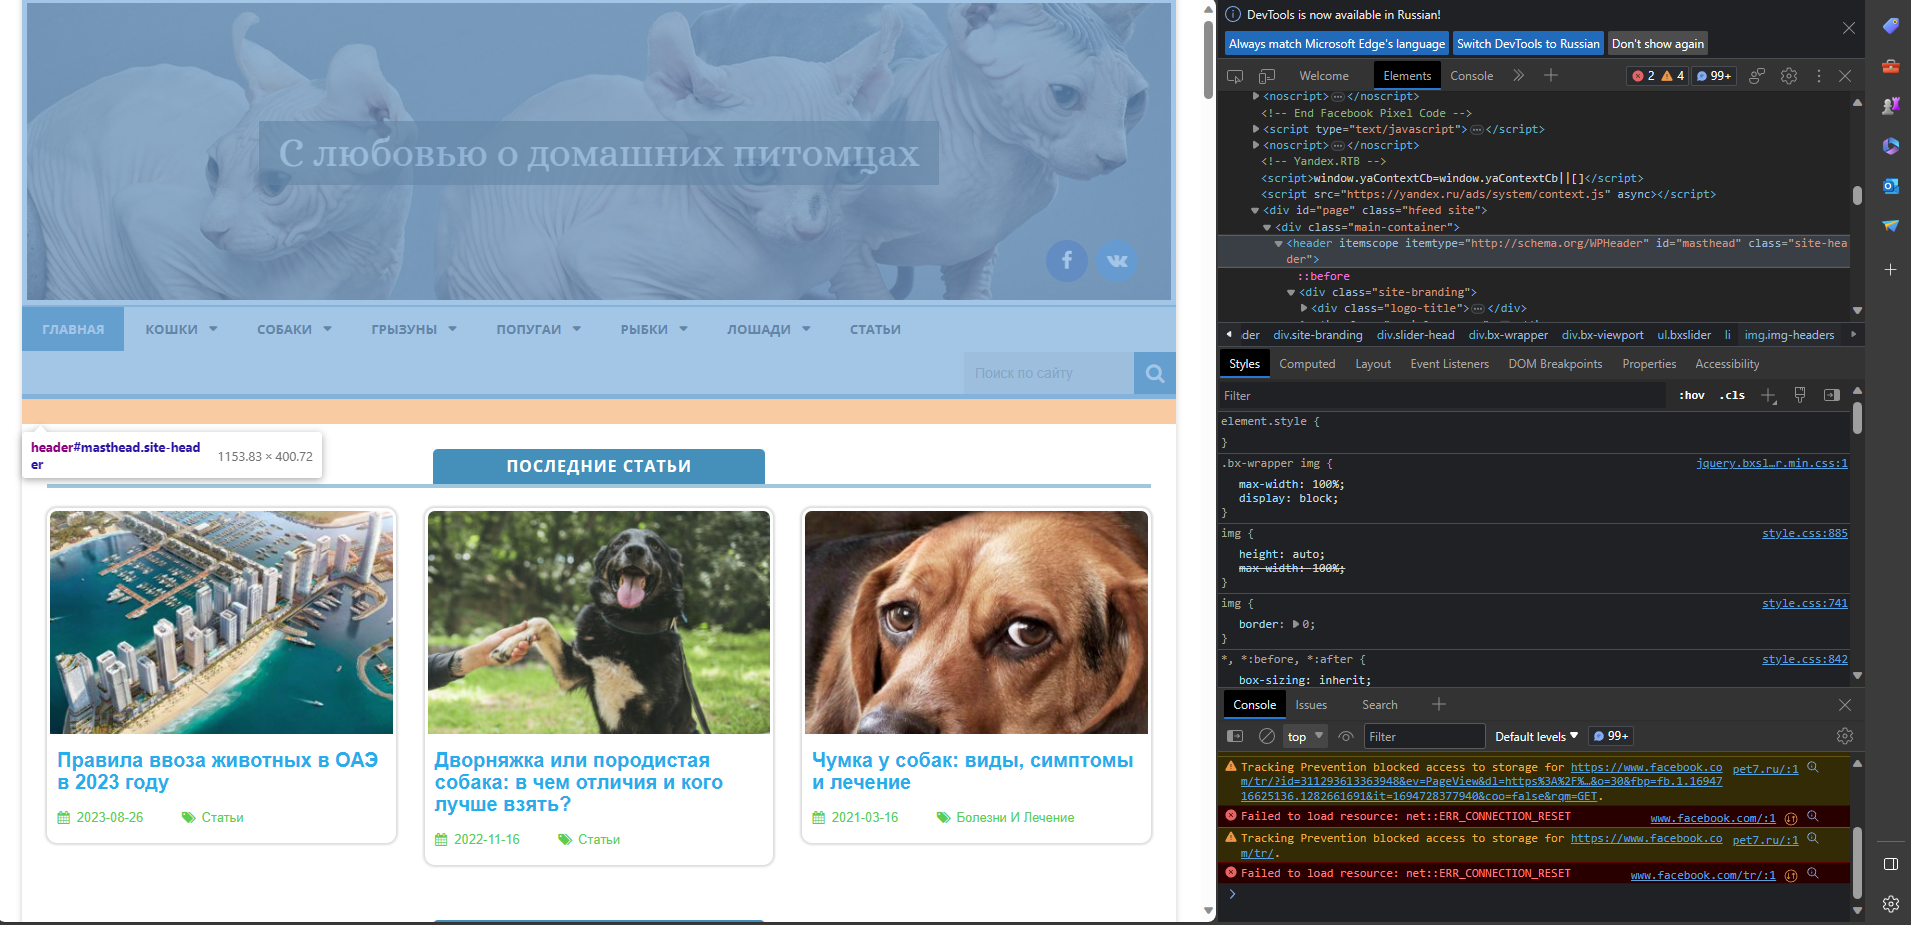 С любовью о домашних питомцах
ГЛАВНАЯ
КОШКИ
СОБАКИ
ГРЫЗУНЫ
ПОПУГАИ
РЫБКИ
ЛОШАДИ
СТАТЬИ
Поиск по сайту
header#masthead.site-head
er
1153.83 × 400.72
ПОСЛЕДНИЕ СТАТЬИ
Правила ввоза животных в ОАЭ
в 2023 году
2023-08-26 Статьи
Дворняжка или породистая
собака: в чем отличия и кого
лучше взять?
2022-11-16 Статьи
Чумка у собак: виды, симптомы
и лечение
2021-03-16 Болезни И Лечение
DevTools is now available in Russian!
Always match Microsoft Edge's language Switch DevTools to Russian Don't show again
Welcome Elements Console 2 4 99+
<noscript>…</noscript>
<!-- End Facebook Pixel Code -->
<script type="text/javascript">…</script>
<noscript>…</noscript>
<!-- Yandex.RTB -->
<script>window.yaContextCb=window.yaContextCb||[]</script>
<script src="https://yandex.ru/ads/system/context.js" async></script>
<div id="page" class="hfeed site">
<div class="main-container">
<header itemscope itemtype="http://schema.org/WPHeader" id="masthead" class="site-hea
der">
::before
<div class="site-branding">
<div class="logo-title">…</div>
der div.site-branding div.slider-head div.bx-wrapper div.bx-viewport ul.bxslider li img.img-headers
Styles Computed Layout Event Listeners DOM Breakpoints Properties Accessibility
Filter :hov .cls
element.style {
}
.bx-wrapper img { jquery.bxsl…r.min.css:1
max-width: 100%;
display: block;
}
img { style.css:885
height: auto;
max-width: 100%;
}
img { style.css:741
border: 0;
}
*, *:before, *:after { style.css:842
box-sizing: inherit;
Console Issues Search
top Filter Default levels 99+
Tracking Prevention blocked access to storage for https://www.facebook.co pet7.ru/:1
m/tr/?id=311293613363948&ev=PageView&dl=https%3A%2F%…&o=30&fbp=fb.1.16947
16625136.1282661691&it=1694728377940&coo=false&rqm=GET.
Failed to load resource: net::ERR_CONNECTION_RESET www.facebook.com/:1
Tracking Prevention blocked access to storage for https://www.facebook.co pet7.ru/:1
m/tr/.
Failed to load resource: net::ERR_CONNECTION_RESET www.facebook.com/tr/:1